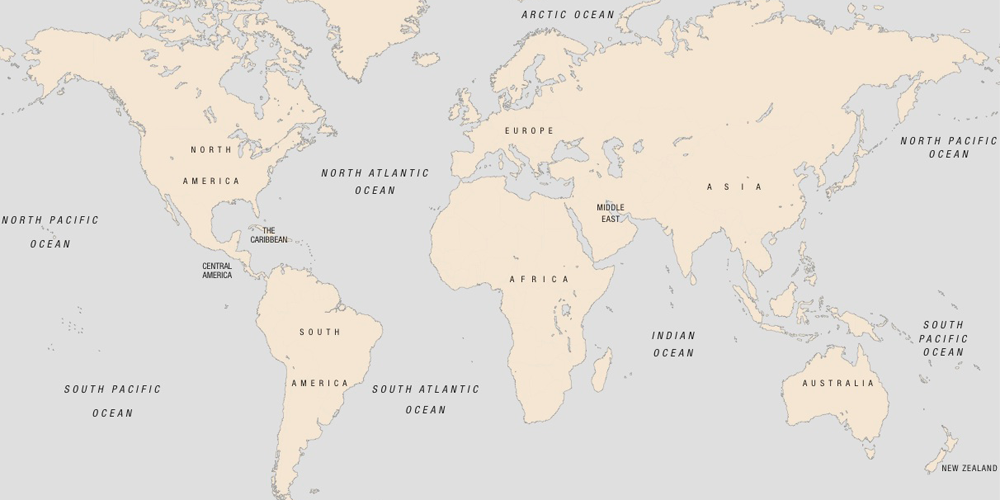 ARCTIC OCEAN
EUROPE
NORTH
AMERICA
NORTH PACIFIC
OCEAN
NORTH ATLANTIC
OCEAN
ASIA
MIDDLE
EAST
NORTH PACIFIC
OCEAN
THE
CARIBBEAN
CENTRAL
AMERICA
AFRICA
SOUTH
AMERICA
INDIAN
OCEAN
SOUTH
PACIFIC
OCEAN
SOUTH PACIFIC
OCEAN
SOUTH ATLANTIC
OCEAN
AUSTRALIA
NEW ZEALAND